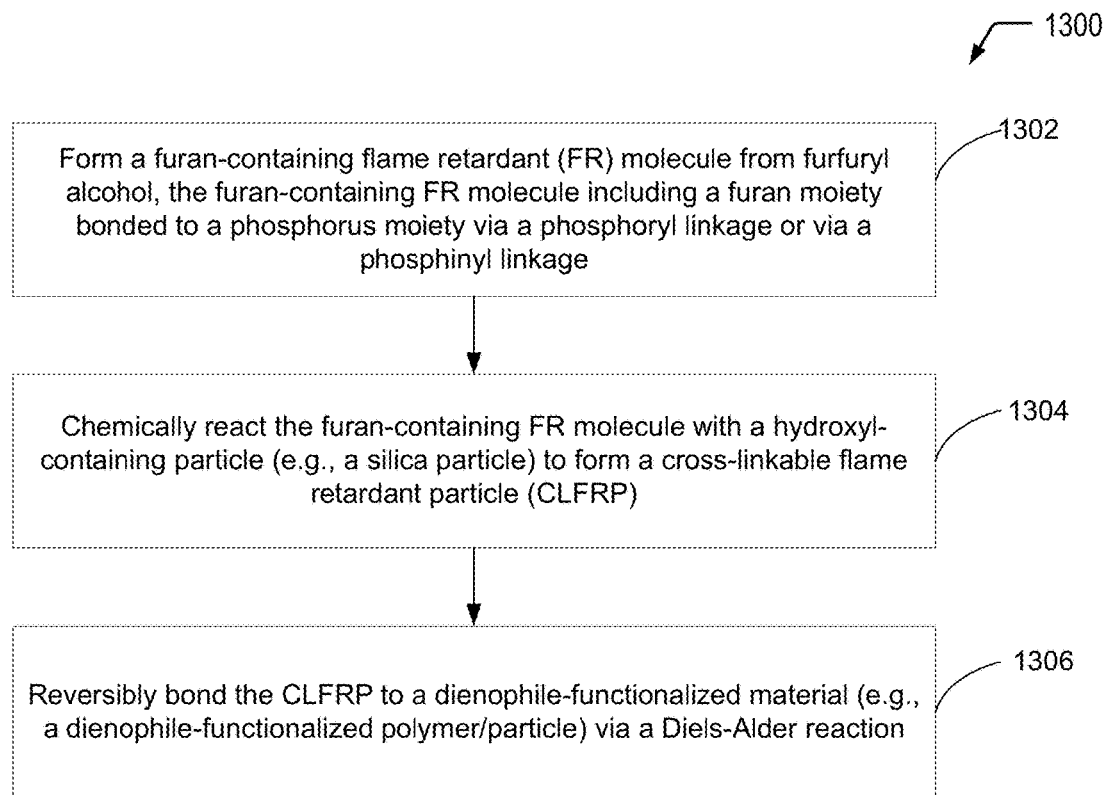 1300
1302
Form a furan-containing flame retardant (FR) molecule from furfuryl
alcohol, the furan-containing FR molecule including a furan moiety
bonded to a phosphorus moiety via a phosphoryl linkage or via a
phosphinyl linkage
1304
Chemically react the furan-containing FR molecule with a hydroxyl-
containing particle (e.g., a silica particle) to form a cross-linkable flame
retardant particle (CLFRP)
1306
Reversibly bond the CLFRP to a dienophile-functionalized material (e.g.,
a dienophile-functionalized polymer/particle) via a Diels-Alder reaction